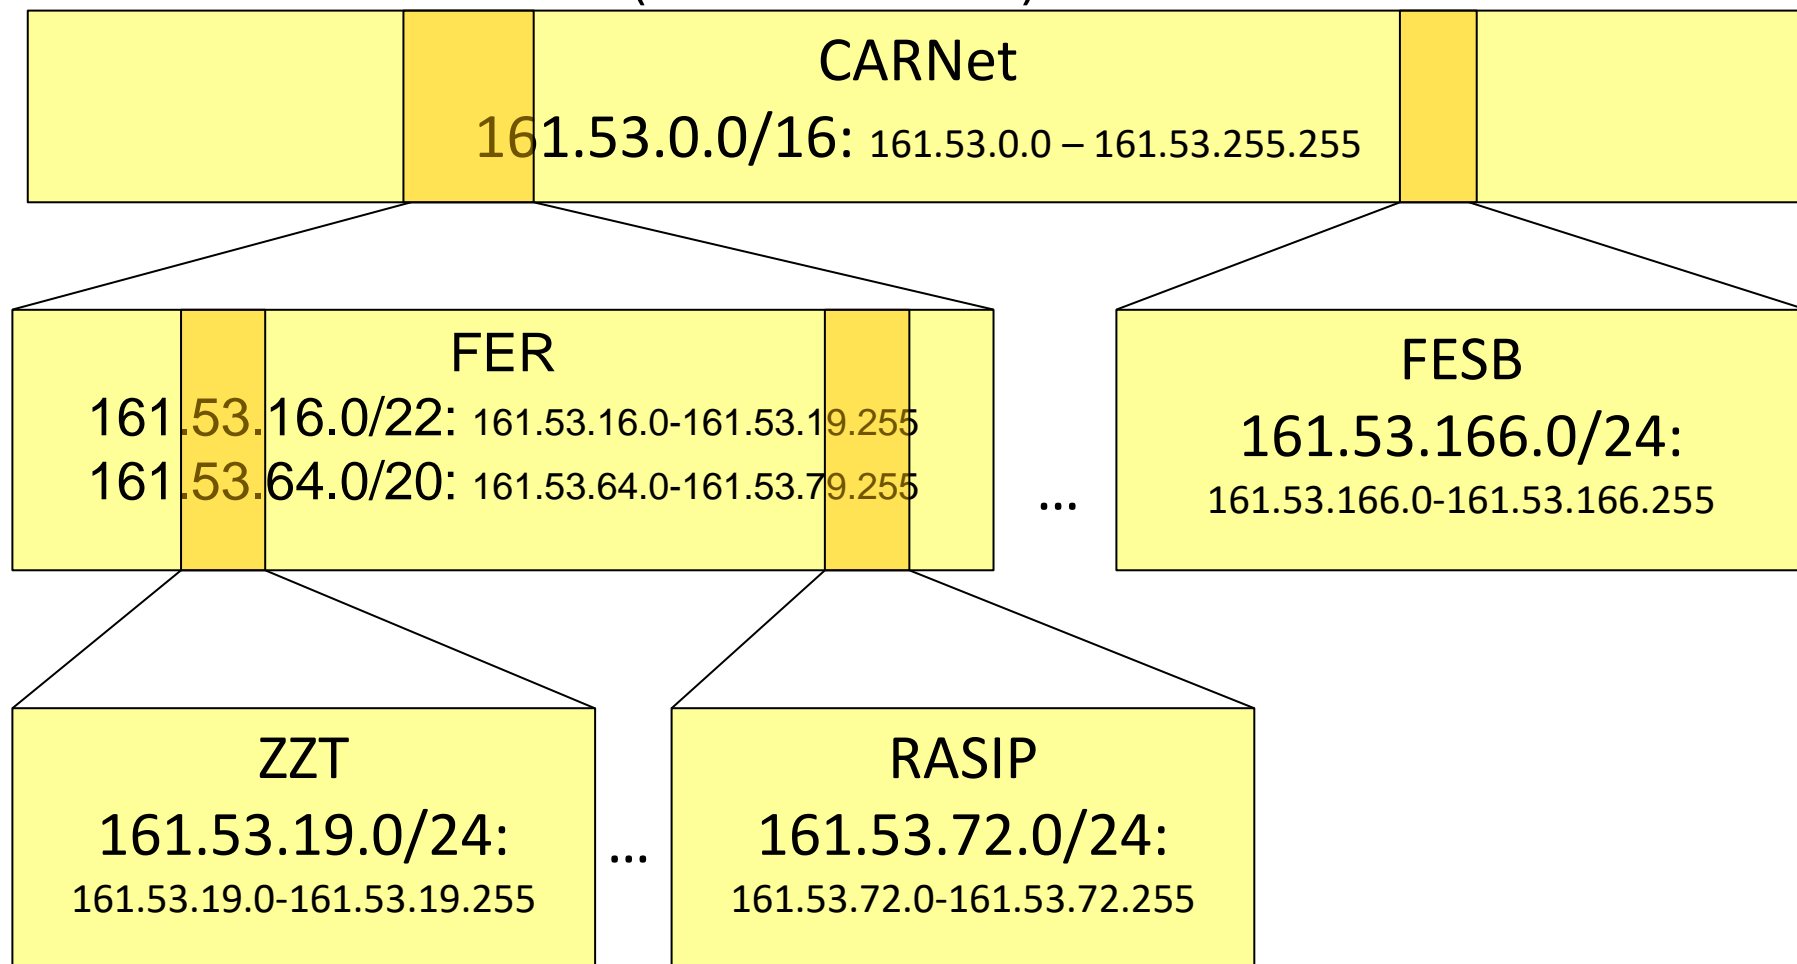 CARNet
161.53.0.0/16: 161.53.0.0 – 161.53.255.255
FER
161.53.16.0/22: 161.53.16.0-161.53.19.255
161.53.64.0/20: 161.53.64.0-161.53.79.255
...
FESB
161.53.166.0/24:
161.53.166.0-161.53.166.255
ZZT
161.53.19.0/24:
161.53.19.0-161.53.19.255
...
RASIP
161.53.72.0/24:
161.53.72.0-161.53.72.255